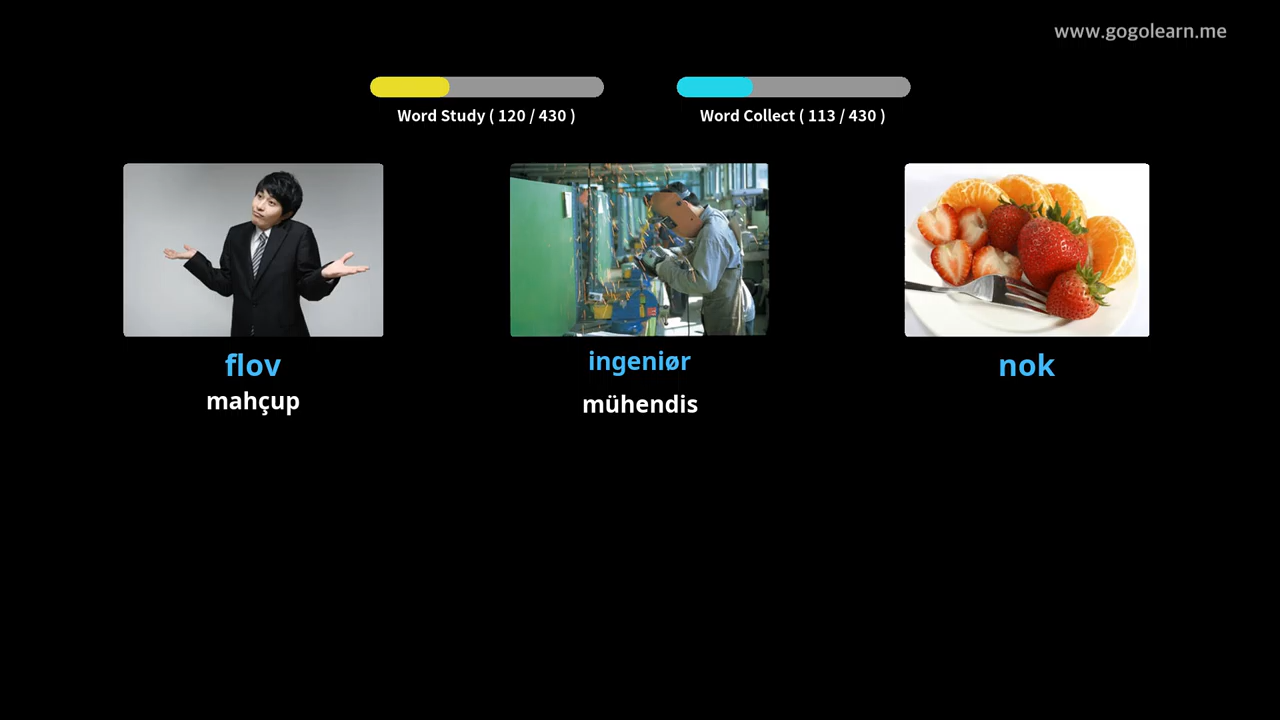 www.gogolearn.me
Word Study ( 120 / 430 )
Word Collect ( 113 / 430 )
flov
ingeniør
nok
mahçup
mühendis